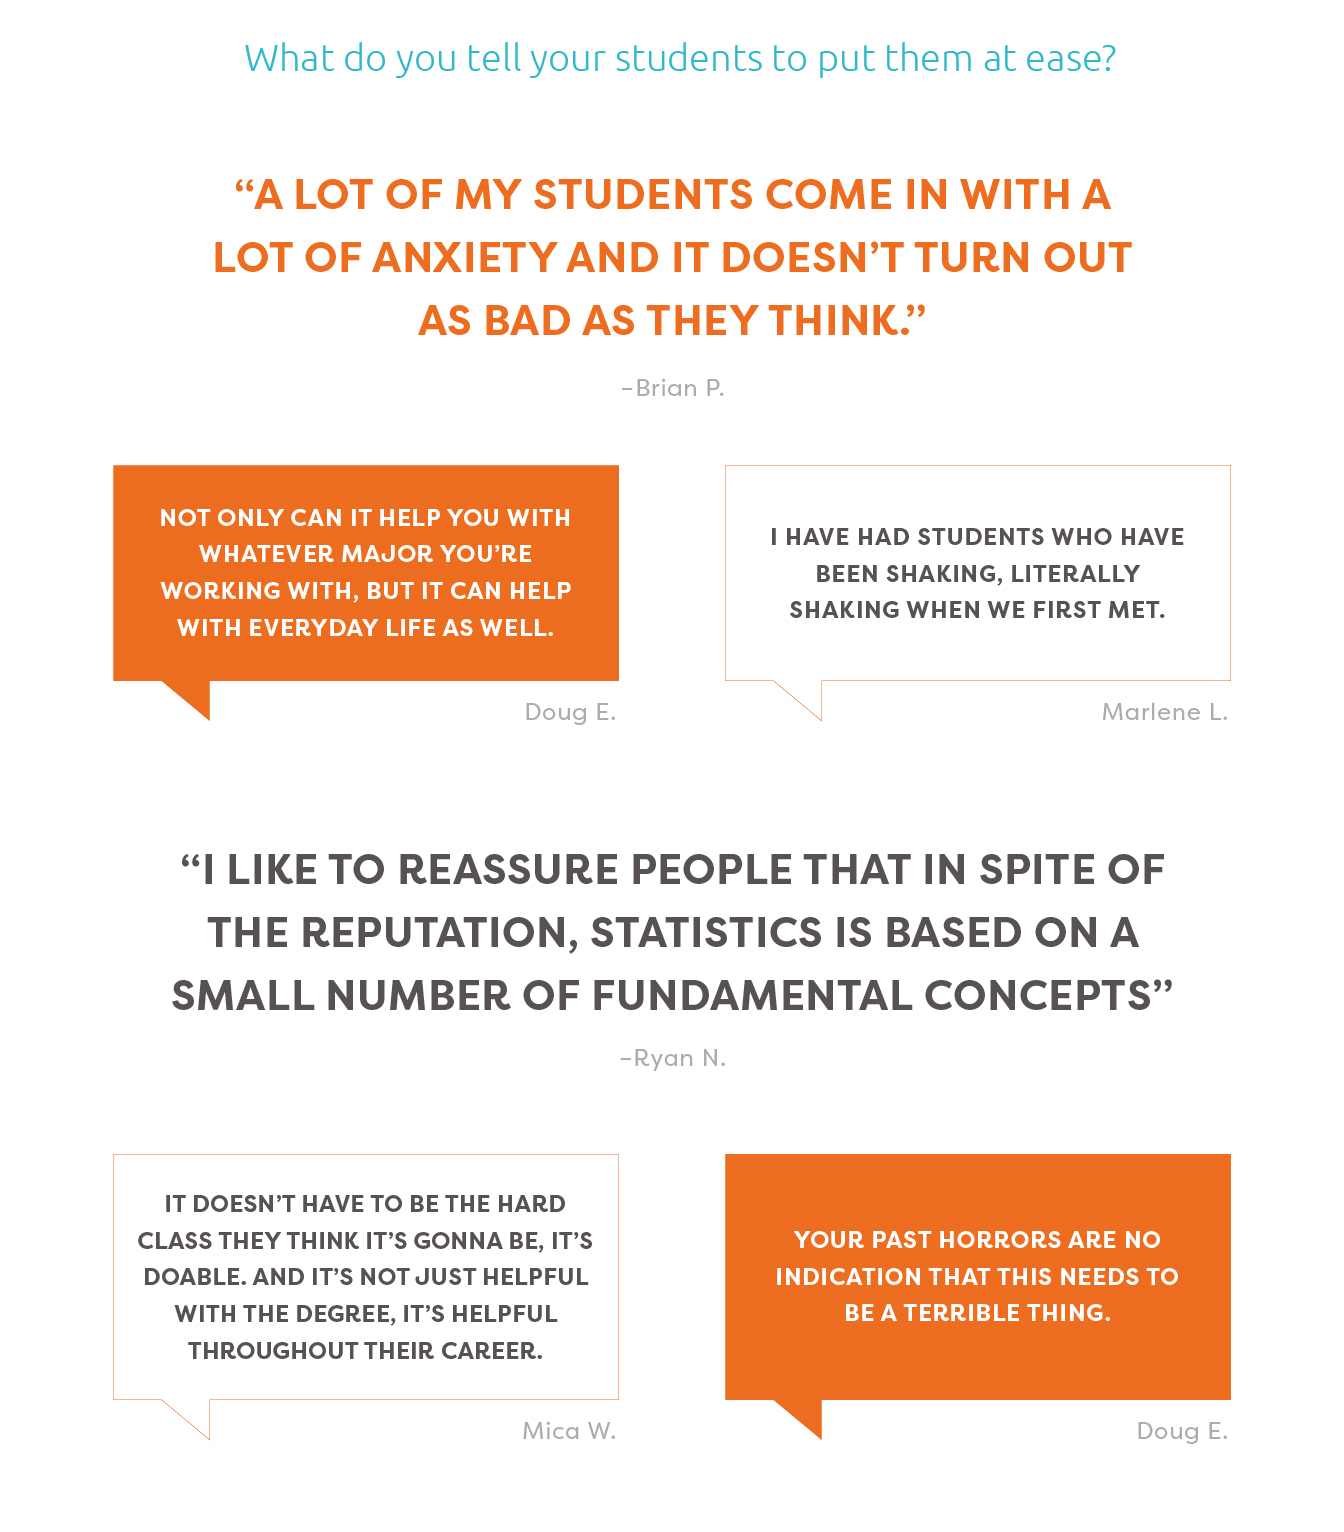 What do you tell your students to put them at ease?
“A LOT OF MY STUDENTS COME IN WITH A
LOT OF ANXIETY AND IT DOESN’T TURN OUT
AS BAD AS THEY THINK.”
–Brian P.
NOT ONLY CAN IT HELP YOU WITH
WHATEVER MAJOR YOU’RE
WORKING WITH, BUT IT CAN HELP
WITH EVERYDAY LIFE AS WELL.
Doug E.
I HAVE HAD STUDENTS WHO HAVE
BEEN SHAKING, LITERALLY
SHAKING WHEN WE FIRST MET.
Marlene L.
“I LIKE TO REASSURE PEOPLE THAT IN SPITE OF
THE REPUTATION, STATISTICS IS BASED ON A
SMALL NUMBER OF FUNDAMENTAL CONCEPTS”
–Ryan N.
IT DOESN’T HAVE TO BE THE HARD
CLASS THEY THINK IT’S GONNA BE, IT’S
DOABLE. AND IT’S NOT JUST HELPFUL
WITH THE DEGREE, IT’S HELPFUL
THROUGHOUT THEIR CAREER.
Mica W.
YOUR PAST HORRORS ARE NO
INDICATION THAT THIS NEEDS TO
BE A TERRIBLE THING.
Doug E.